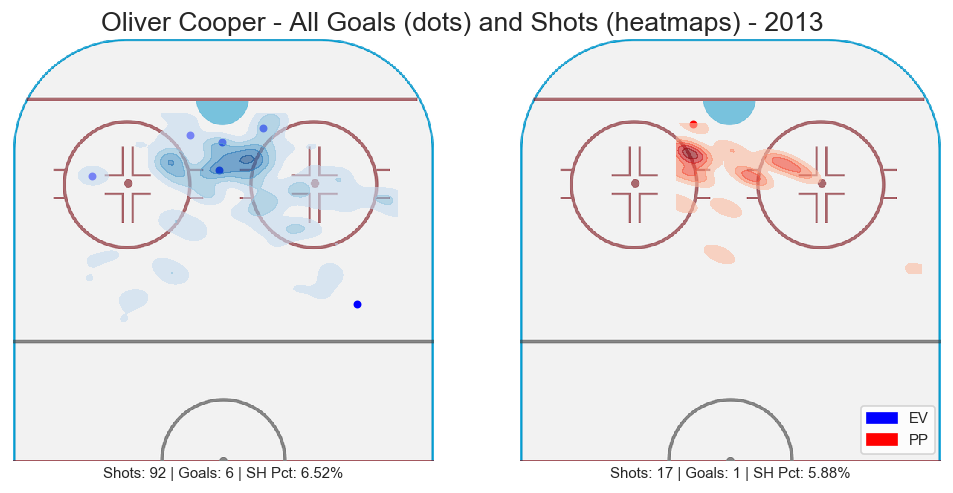 Oliver Cooper - All Goals (dots) and Shots (heatmaps) - 2013
EV
PP
Shots: 92 | Goals: 6 | SH Pct: 6.52%
Shots: 17 | Goals: 1 | SH Pct: 5.88%